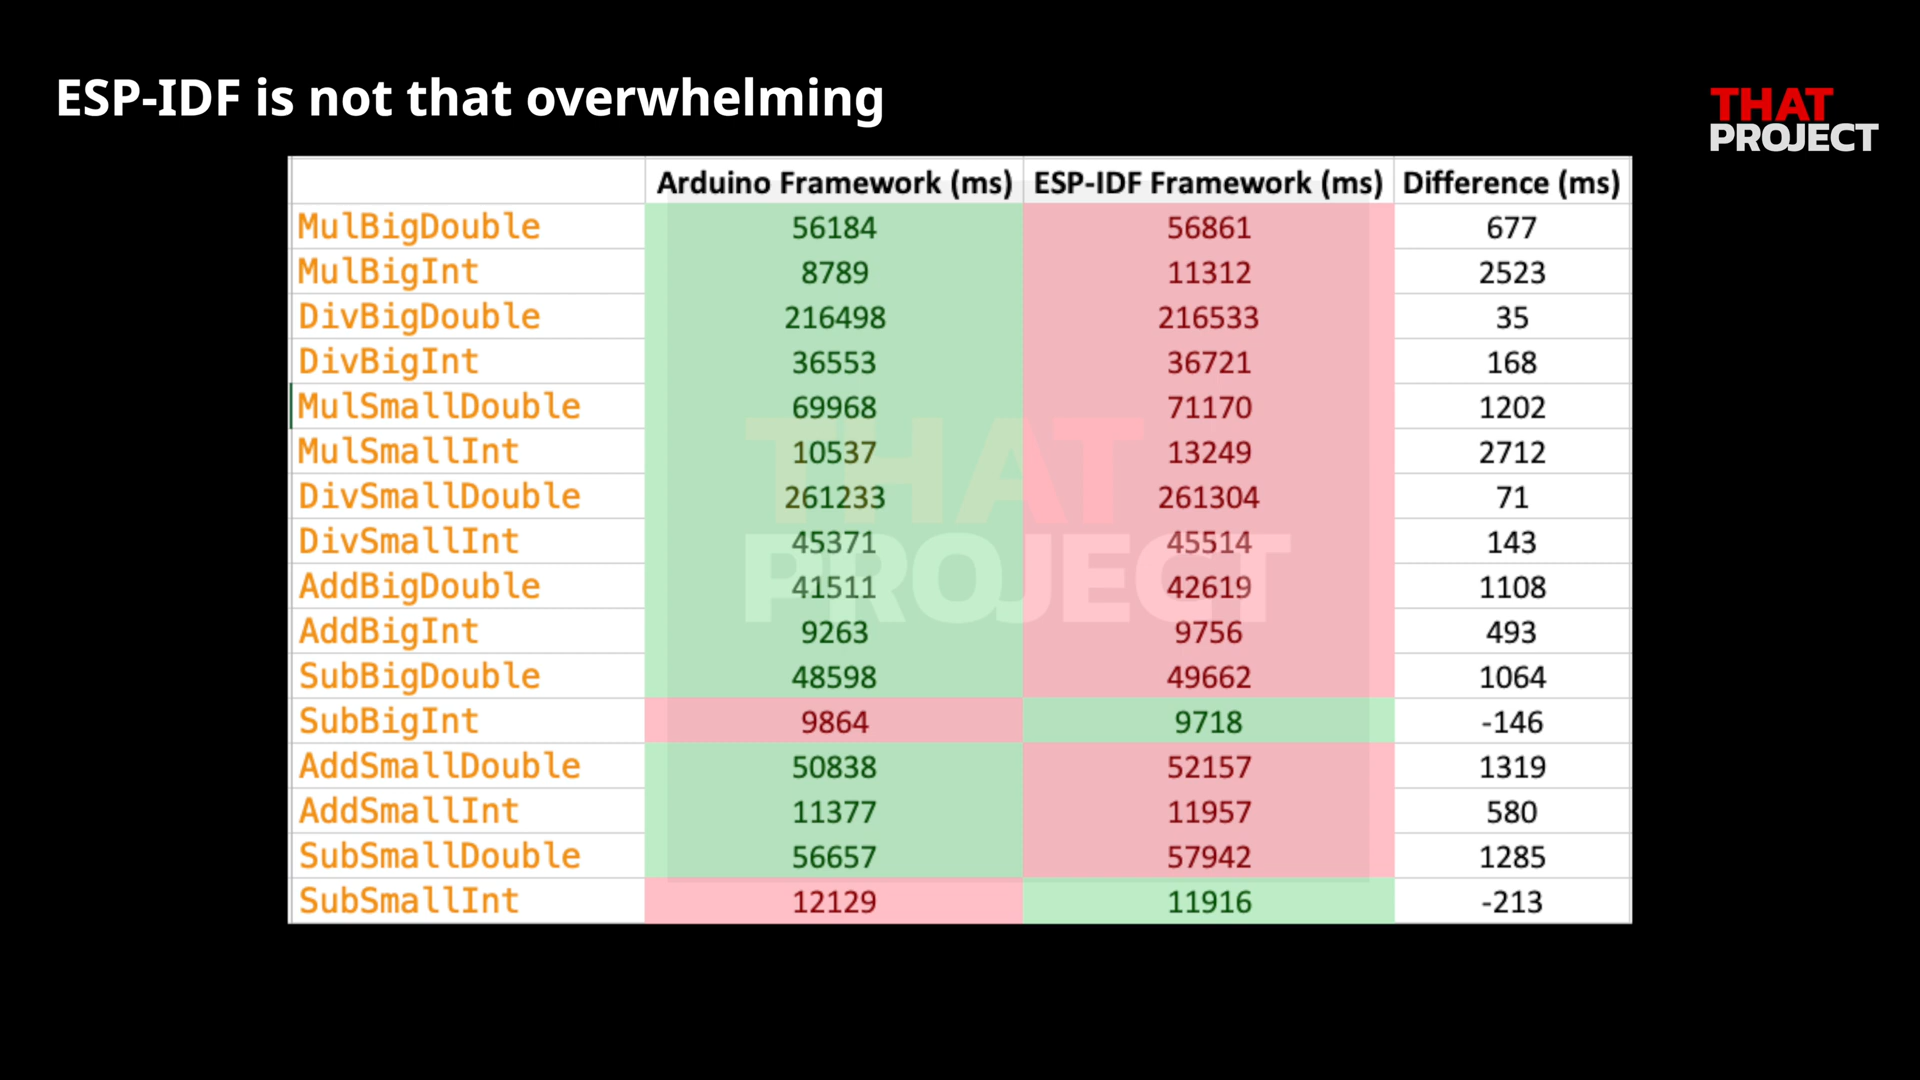 ESP-IDF is not that overwhelming
THAT
PROJECT
Arduino Framework (ms) ESP-IDF Framework (ms) Difference (ms)
MulBigDouble 56184 56861 677
MulBigInt 8789 11312 2523
DivBigDouble 216498 216533 35
DivBigInt 36553 36721 168
MulSmallDouble 69968 71170 1202
MulSmallInt 10537 13249 2712
DivSmallDouble 261233 261304 71
DivSmallInt 45371 45514 143
AddBigDouble 41511 42619 1108
AddBigInt 9263 9756 493
SubBigDouble 48598 49662 1064
SubBigInt 9864 9718 -146
AddSmallDouble 50838 52157 1319
AddSmallInt 11377 11957 580
SubSmallDouble 56657 57942 1285
SubSmallInt 12129 11916 -213
THAT
PROJECT